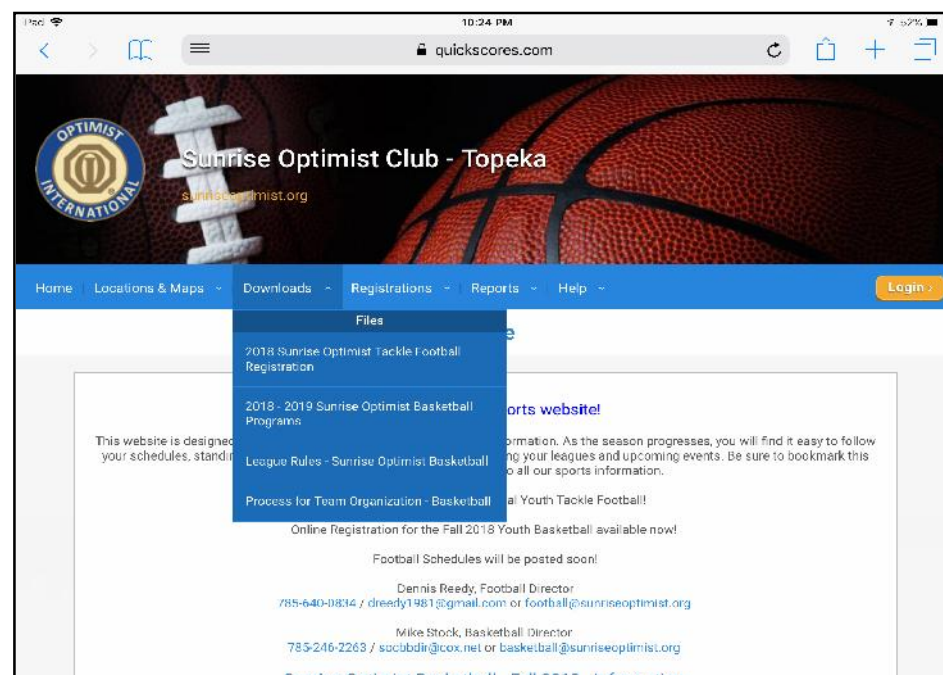 iPad
10:24 PM
52%
quickscores.com
OPTIMIST
INTERNATIONAL
Sunrise Optimist Club - Topeka
sunriseoptimist.org
Home Locations & Maps Downloads Registrations Reports Help Login ›
Files
2018 Sunrise Optimist Tackle Football
Registration
2018 - 2019 Sunrise Optimist Basketball
Programs
League Rules - Sunrise Optimist Basketball
Process for Team Organization - Basketball
e
orts website!
This website is designed ormation. As the season progresses, you will find it easy to follow
your schedules, standin ng your leagues and upcoming events. Be sure to bookmark this
o all our sports information.
al Youth Tackle Football!
Online Registration for the Fall 2018 Youth Basketball available now!
Football Schedules will be posted soon!
Dennis Reedy, Football Director
785-640-0834 / dreedy1981@gmail.com or football@sunriseoptimist.org
Mike Stock, Basketball Director
785-246-2263 / socbbdir@cox.net or basketball@sunriseoptimist.org